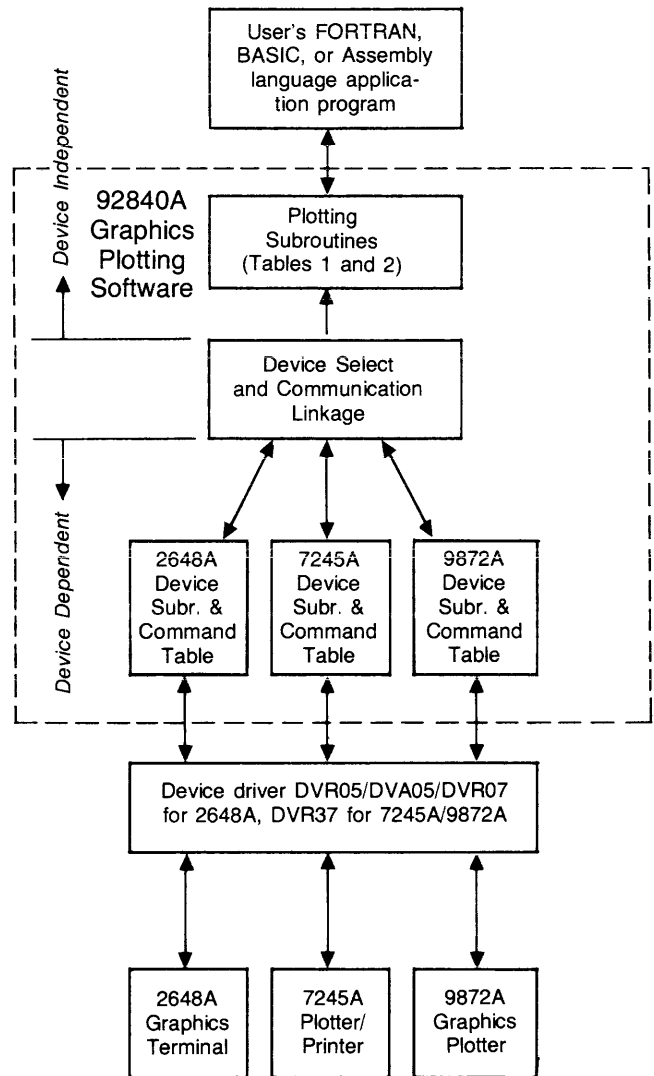 User's FORTRAN,
BASIC, or Assembly
language applica-
tion program
Device Independent
92840A
Graphics
Plotting
Software
Plotting
Subroutines
(Tables 1 and 2)
Device Select
and Communication
Linkage
Device Dependent
2648A
Device
Subr. &
Command
Table
7245A
Device
Subr. &
Command
Table
9872A
Device
Subr. &
Command
Table
Device driver DVR05/DVA05/DVR07
for 2648A, DVR37 for 7245A/9872A
2648A
Graphics
Terminal
7245A
Plotter/
Printer
9872A
Graphics
Plotter